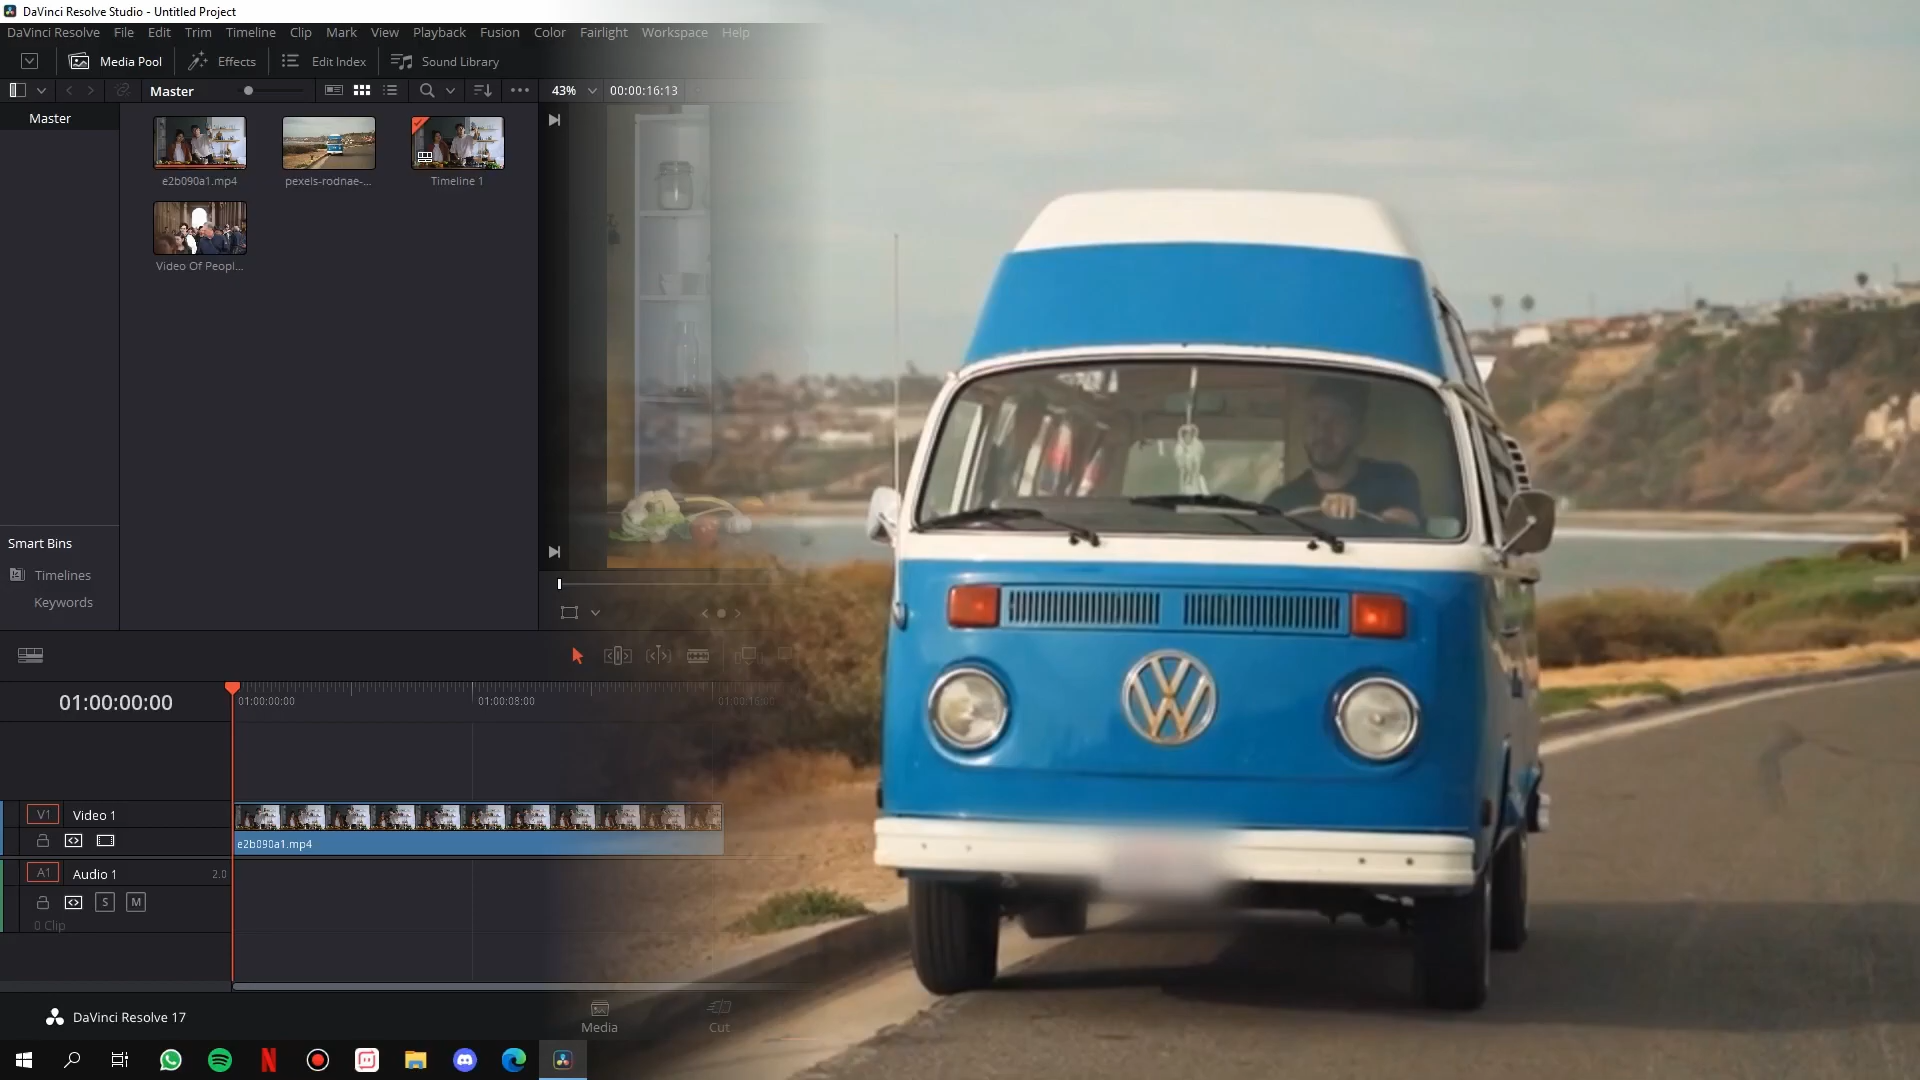 DaVinci Resolve Studio - Untitled Project
DaVinci Resolve File Edit Trim Timeline Clip Mark View Playback Fusion Color Fairlight Workspace Help
Media Pool Effects Edit Index Sound Library
Master 43% 00:00:16:13
Master
e2b090a1.mp4 pexels-rodnae-... Timeline 1
Video Of Peopl...
Smart Bins
Timelines
Keywords
01:00:00:00 01:00:00:00 01:00:08:00 01:00:16:00
V1 Video 1
e2b090a1.mp4
A1 Audio 1 2.0
S M
0 Clip
DaVinci Resolve 17
Media Cut